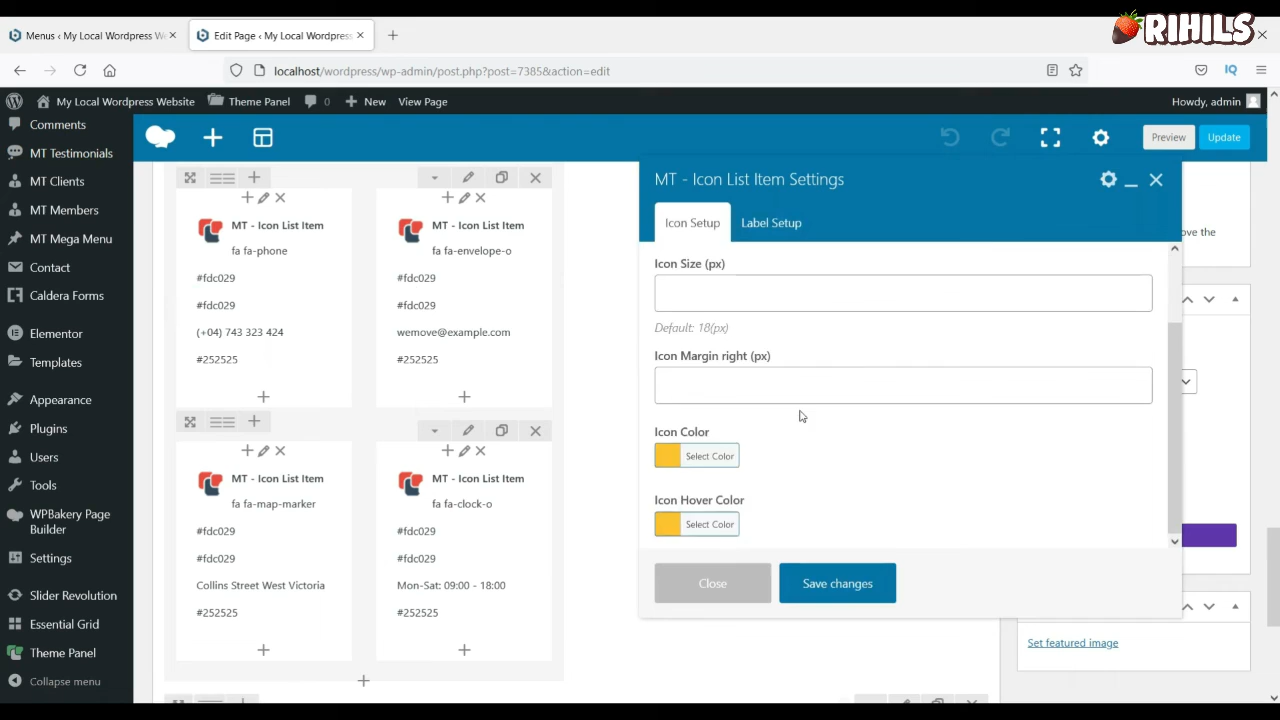 RIHILS
Menus ‹ My Local Wordpress We
Edit Page ‹ My Local Wordpress
localhost/wordpress/wp-admin/post.php?post=7385&action=edit
IQ
My Local Wordpress Website
Theme Panel
0
New
View Page
Howdy, admin
Comments
MT Testimonials
MT Clients
MT Members
MT Mega Menu
Contact
Caldera Forms
Elementor
Templates
Appearance
Plugins
Users
Tools
WPBakery Page
Builder
Settings
Slider Revolution
Essential Grid
Theme Panel
Collapse menu
Preview
Update
MT - Icon List Item
fa fa-phone
#fdc029
#fdc029
(+04) 743 323 424
#252525
MT - Icon List Item
fa fa-envelope-o
#fdc029
#fdc029
wemove@example.com
#252525
MT - Icon List Item
fa fa-map-marker
#fdc029
#fdc029
Collins Street West Victoria
#252525
MT - Icon List Item
fa fa-clock-o
#fdc029
#fdc029
Mon-Sat: 09:00 - 18:00
#252525
MT - Icon List Item Settings
Icon Setup
Label Setup
Icon Size (px)
Default: 18(px)
Icon Margin right (px)
Icon Color
Select Color
Icon Hover Color
Select Color
Close
Save changes
ove the
Set featured image